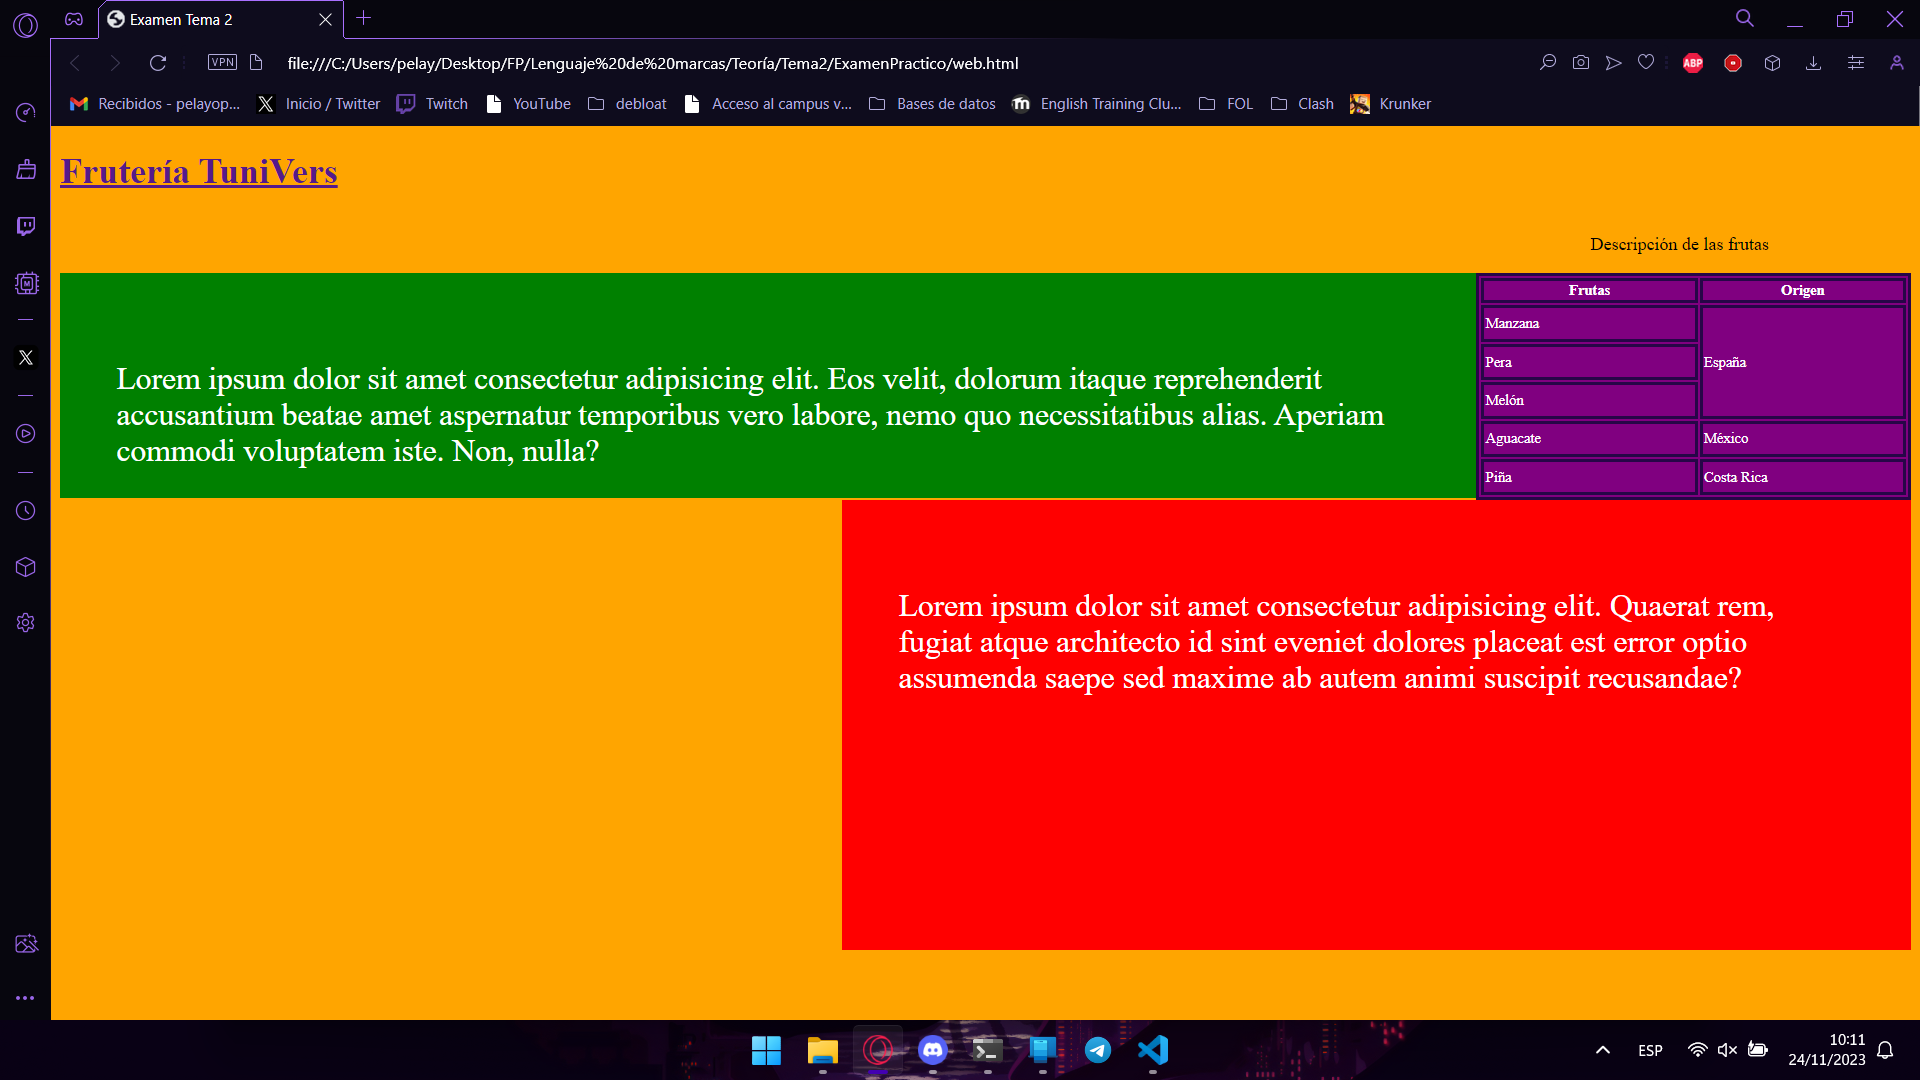 Examen Tema 2
VPN
file:///C:/Users/pelay/Desktop/FP/Lenguaje%20de%20marcas/Teoría/Tema2/ExamenPractico/web.html
ABP
Recibidos - pelayop...
Inicio / Twitter
Twitch
YouTube
debloat
Acceso al campus v...
Bases de datos
English Training Clu...
FOL
Clash
Krunker
Frutería TuniVers
Descripción de las frutas
Frutas Origen
Manzana
Pera España
Melón
Aguacate México
Piña Costa Rica
Lorem ipsum dolor sit amet consectetur adipisicing elit. Eos velit, dolorum itaque reprehenderit
accusantium beatae amet aspernatur temporibus vero labore, nemo quo necessitatibus alias. Aperiam
commodi voluptatem iste. Non, nulla?
Lorem ipsum dolor sit amet consectetur adipisicing elit. Quaerat rem,
fugiat atque architecto id sint eveniet dolores placeat est error optio
assumenda saepe sed maxime ab autem animi suscipit recusandae?
ESP
10:11
24/11/2023